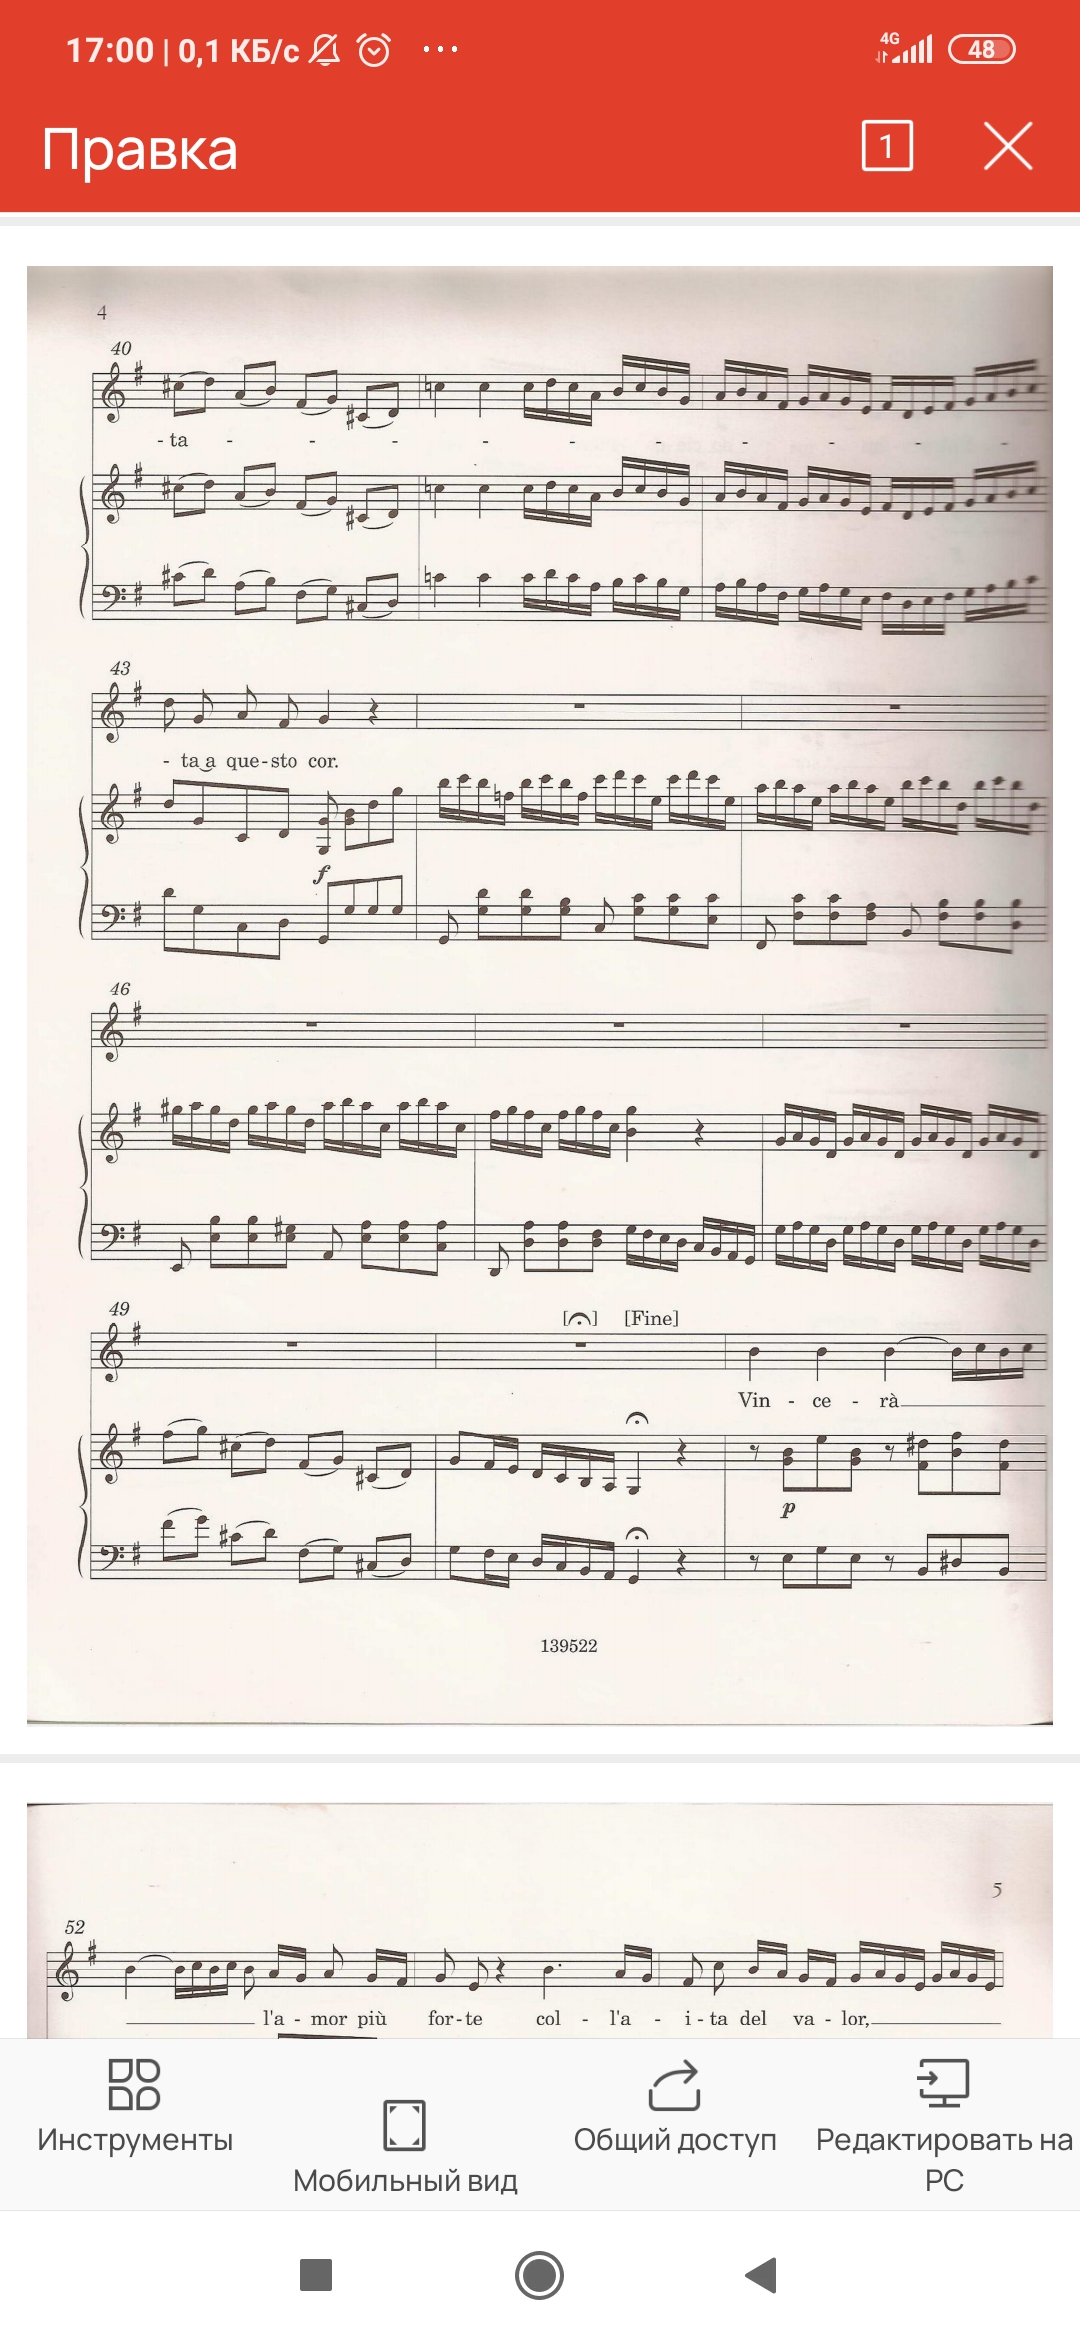 17:00 | 0,1 КБ/с ... 4G 48
Правка 1
4
40
- ta - - - - - - - - - -
43
- ta a que - sto cor.
f
46
49
[Fine]
Vin - ce - rà
p
139522
5
52
l'a - mor più for - te col - l'a - i - ta del va - lor,
Инструменты
Мобильный вид
Общий доступ
Редактировать на PC